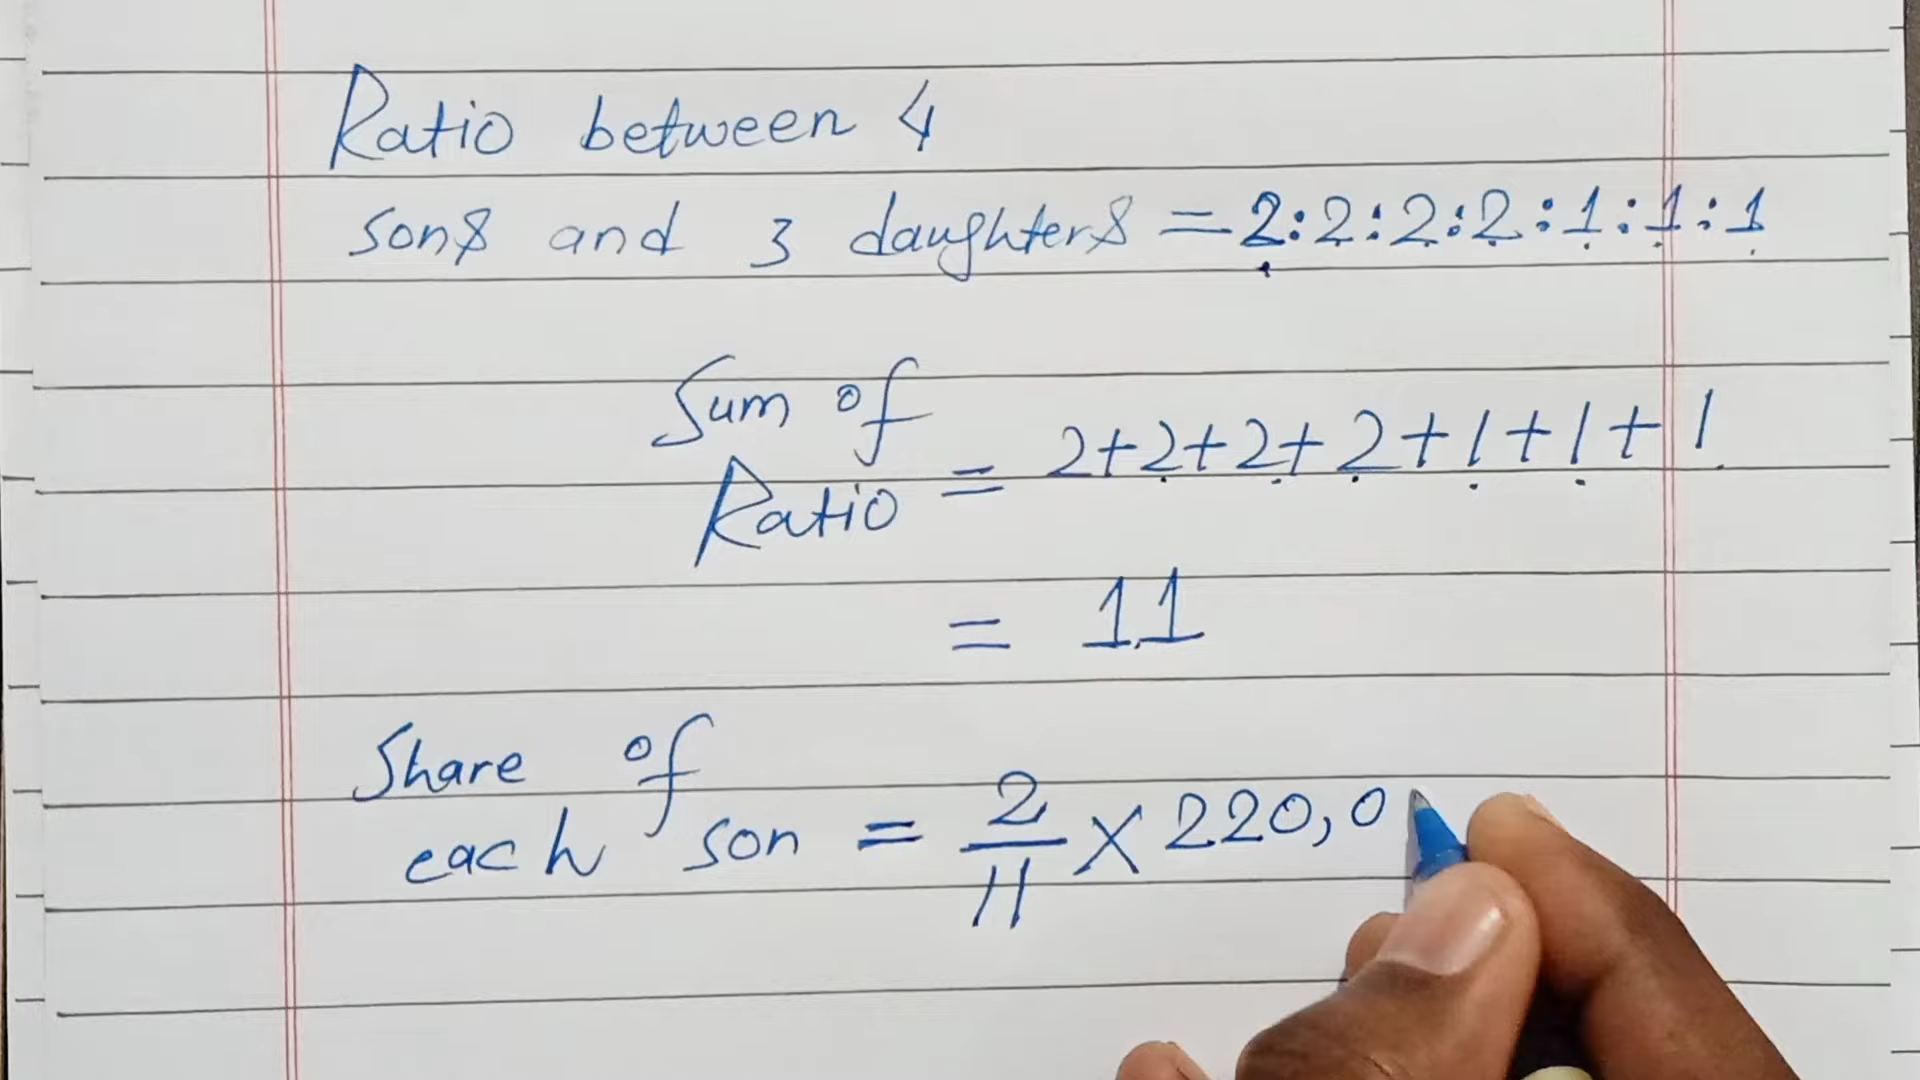 Ratio between 4
sons and 3 daughters = 2:2:2:2:1:1:1
Sum of
Ratio = 2+2+2+2+1+1+1
= 11
Share of
each son = 2/11 × 220,0